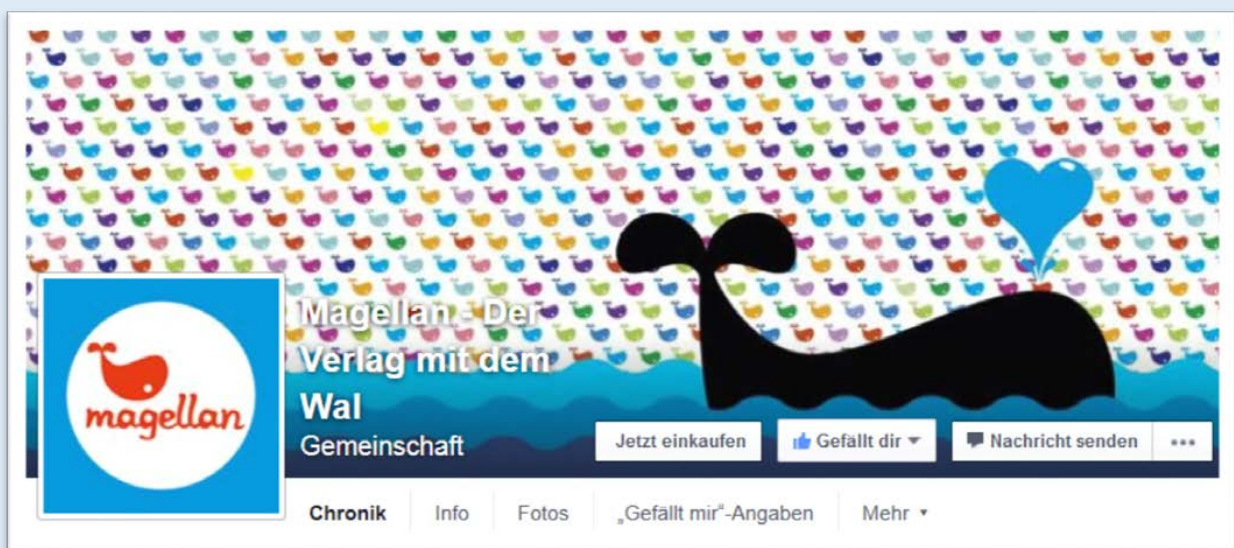 magellan
Magellan - Der
Verlag mit dem
Wal
Gemeinschaft
Jetzt einkaufen
Gefällt dir
Nachricht senden
Chronik Info Fotos „Gefällt mir“-Angaben Mehr